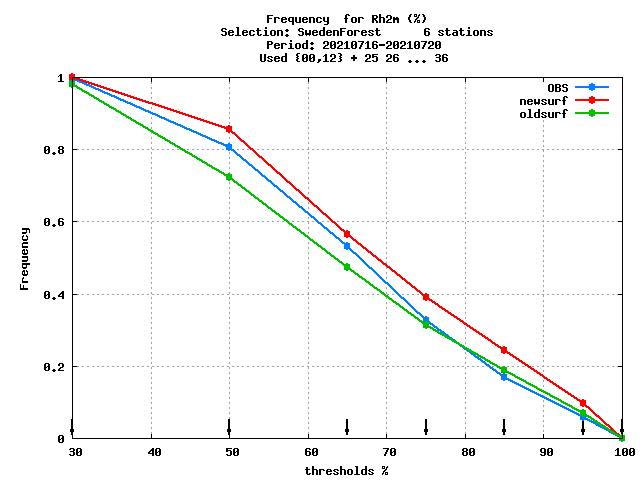 Frequency  for Rh2m (%)
Selection: SwedenForest      6 stations
Period: 20210716-20210720
Used {00,12} + 25 26 ... 36
OBS
newsurf
oldsurf
1
0.8
0.6
0.4
0.2
0
Frequency
30 40 50 60 70 80 90 100
thresholds %